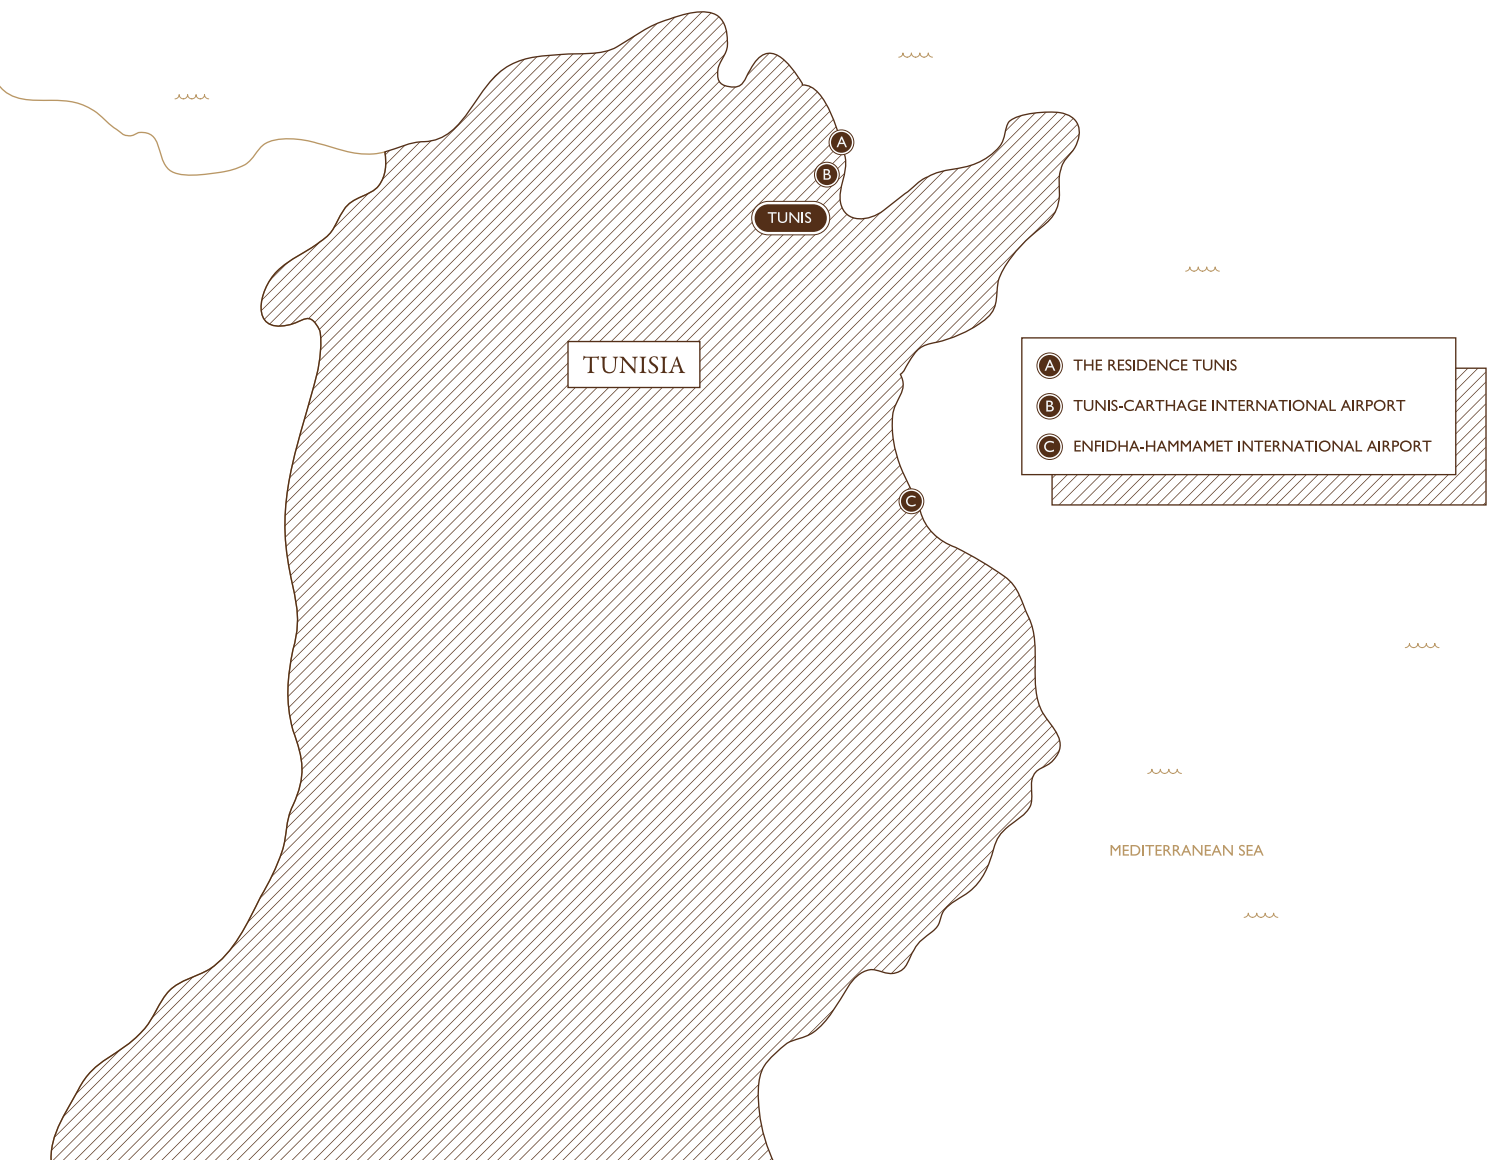 A
B
TUNIS
TUNISIA
A THE RESIDENCE TUNIS
B TUNIS-CARTHAGE INTERNATIONAL AIRPORT
C ENFIDHA-HAMMAMET INTERNATIONAL AIRPORT
C
MEDITERRANEAN SEA